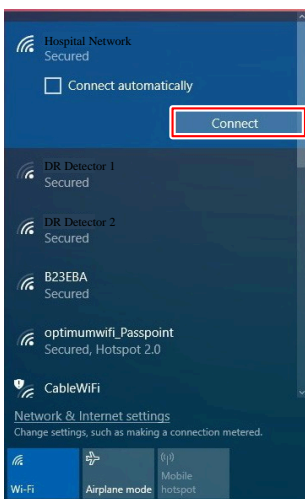 Hospital Network
Secured
Connect automatically
Connect
DR Detector 1
Secured
DR Detector 2
Secured
B23EBA
Secured
optimumwifi_Passpoint
Secured, Hotspot 2.0
CableWiFi
Network & Internet settings
Change settings, such as making a connection metered.
Wi-Fi
Airplane mode
Mobile
hotspot